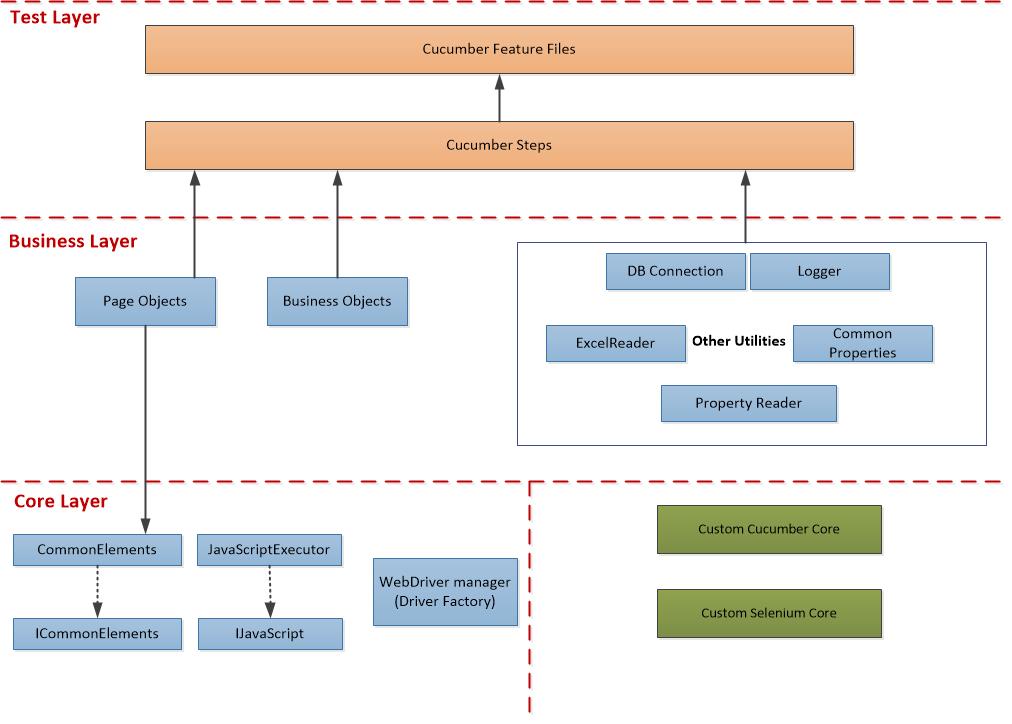 Test Layer
Cucumber Feature Files
Cucumber Steps
Business Layer
Page Objects
Business Objects
DB Connection
Logger
ExcelReader
Other Utilities
Common
Properties
Property Reader
Core Layer
CommonElements
JavaScriptExecutor
WebDriver manager
(Driver Factory)
ICommonElements
IJavaScript
Custom Cucumber Core
Custom Selenium Core